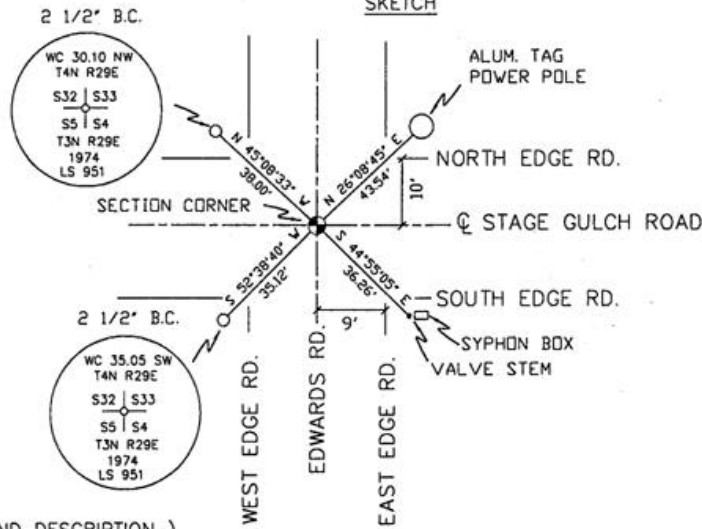 SKETCH
2 1/2" B.C.
WC 30.10 NW
T4N R29E
S32 S33
S5 S4
T3N R29E
1974
LS 951
ALUM. TAG
POWER POLE
N 45°08'33" W
38.00'
N 26°08'45" E
43.54'
NORTH EDGE RD.
10'
SECTION CORNER
℄ STAGE GULCH ROAD
S 52°38'40" W
35.12'
S 44°55'05" E
36.26'
SOUTH EDGE RD.
9'
SYPHON BOX
VALVE STEM
2 1/2" B.C.
WC 35.05 SW
T4N R29E
S32 S33
S5 S4
T3N R29E
1974
LS 951
WEST EDGE RD.
EDWARDS RD.
EAST EDGE RD.
ND DESCRIPTION )